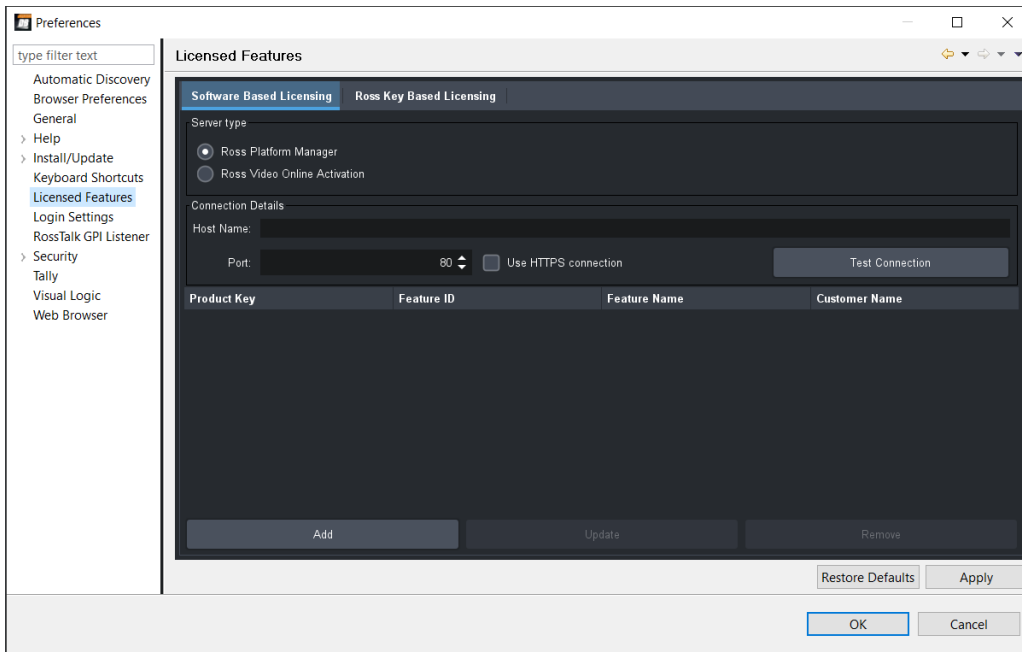 Preferences
type filter text
Automatic Discovery
Browser Preferences
General
Help
Install/Update
Keyboard Shortcuts
Licensed Features
Login Settings
RossTalk GPI Listener
Security
Tally
Visual Logic
Web Browser
Licensed Features
Software Based Licensing Ross Key Based Licensing
Server type
Ross Platform Manager
Ross Video Online Activation
Connection Details
Host Name:
Port: 80 Use HTTPS connection Test Connection
Product Key Feature ID Feature Name Customer Name
Add Update Remove
Restore Defaults Apply
OK Cancel